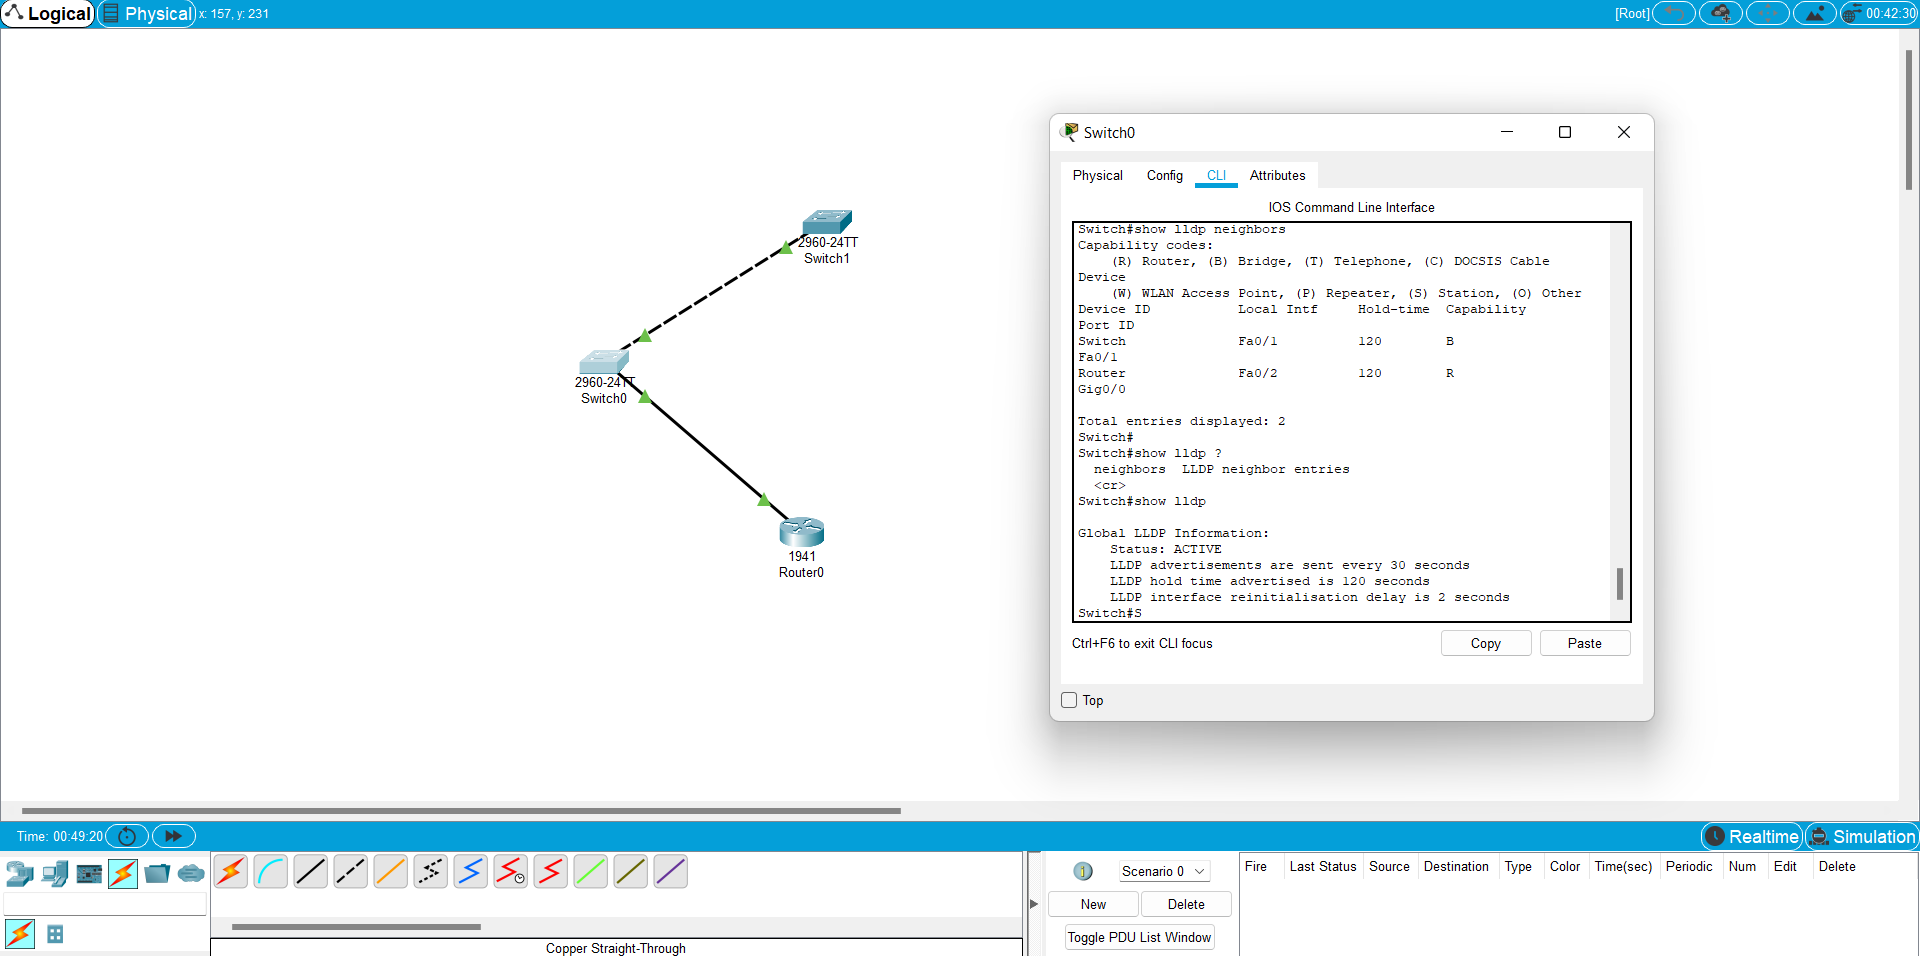 Logical Physical x: 157, y: 231 [Root] 00:42:30
2960-24TT
Switch1
2960-24TT
Switch0
1941
Router0
Switch0
Physical Config CLI Attributes
IOS Command Line Interface
Switch#show lldp neighbors
Capability codes:
(R) Router, (B) Bridge, (T) Telephone, (C) DOCSIS Cable
Device
(W) WLAN Access Point, (P) Repeater, (S) Station, (O) Other
Device ID Local Intf Hold-time Capability
Port ID
Switch Fa0/1 120 B
Fa0/1
Router Fa0/2 120 R
Gig0/0
Total entries displayed: 2
Switch#
Switch#show lldp ?
neighbors LLDP neighbor entries
<cr>
Switch#show lldp
Global LLDP Information:
Status: ACTIVE
LLDP advertisements are sent every 30 seconds
LLDP hold time advertised is 120 seconds
LLDP interface reinitialisation delay is 2 seconds
Switch#S
Ctrl+F6 to exit CLI focus Copy Paste
Top
Time: 00:49:20 Realtime Simulation
Scenario 0 Fire Last Status Source Destination Type Color Time(sec) Periodic Num Edit Delete
New Delete
Toggle PDU List Window
Copper Straight-Through